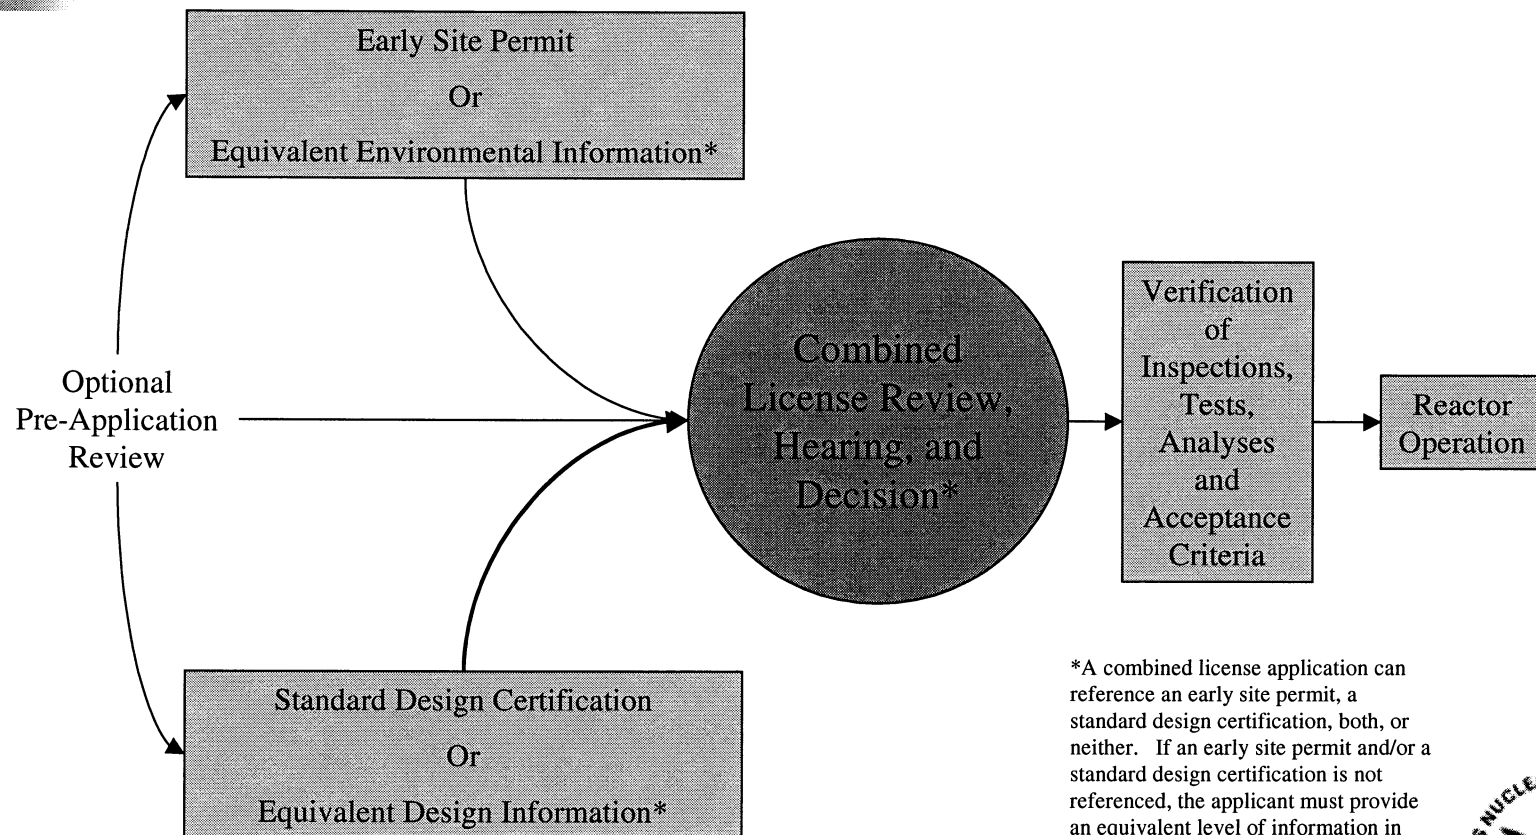 Early Site Permit
Or
Equivalent Environmental Information*
Optional
Pre-Application
Review
Combined
License Review,
Hearing, and
Decision*
Verification
of
Inspections,
Tests,
Analyses
and
Acceptance
Criteria
Reactor
Operation
Standard Design Certification
Or
Equivalent Design Information*
*A combined license application can
reference an early site permit, a
standard design certification, both, or
neither. If an early site permit and/or a
standard design certification is not
referenced, the applicant must provide
an equivalent level of information in
S NUCLE